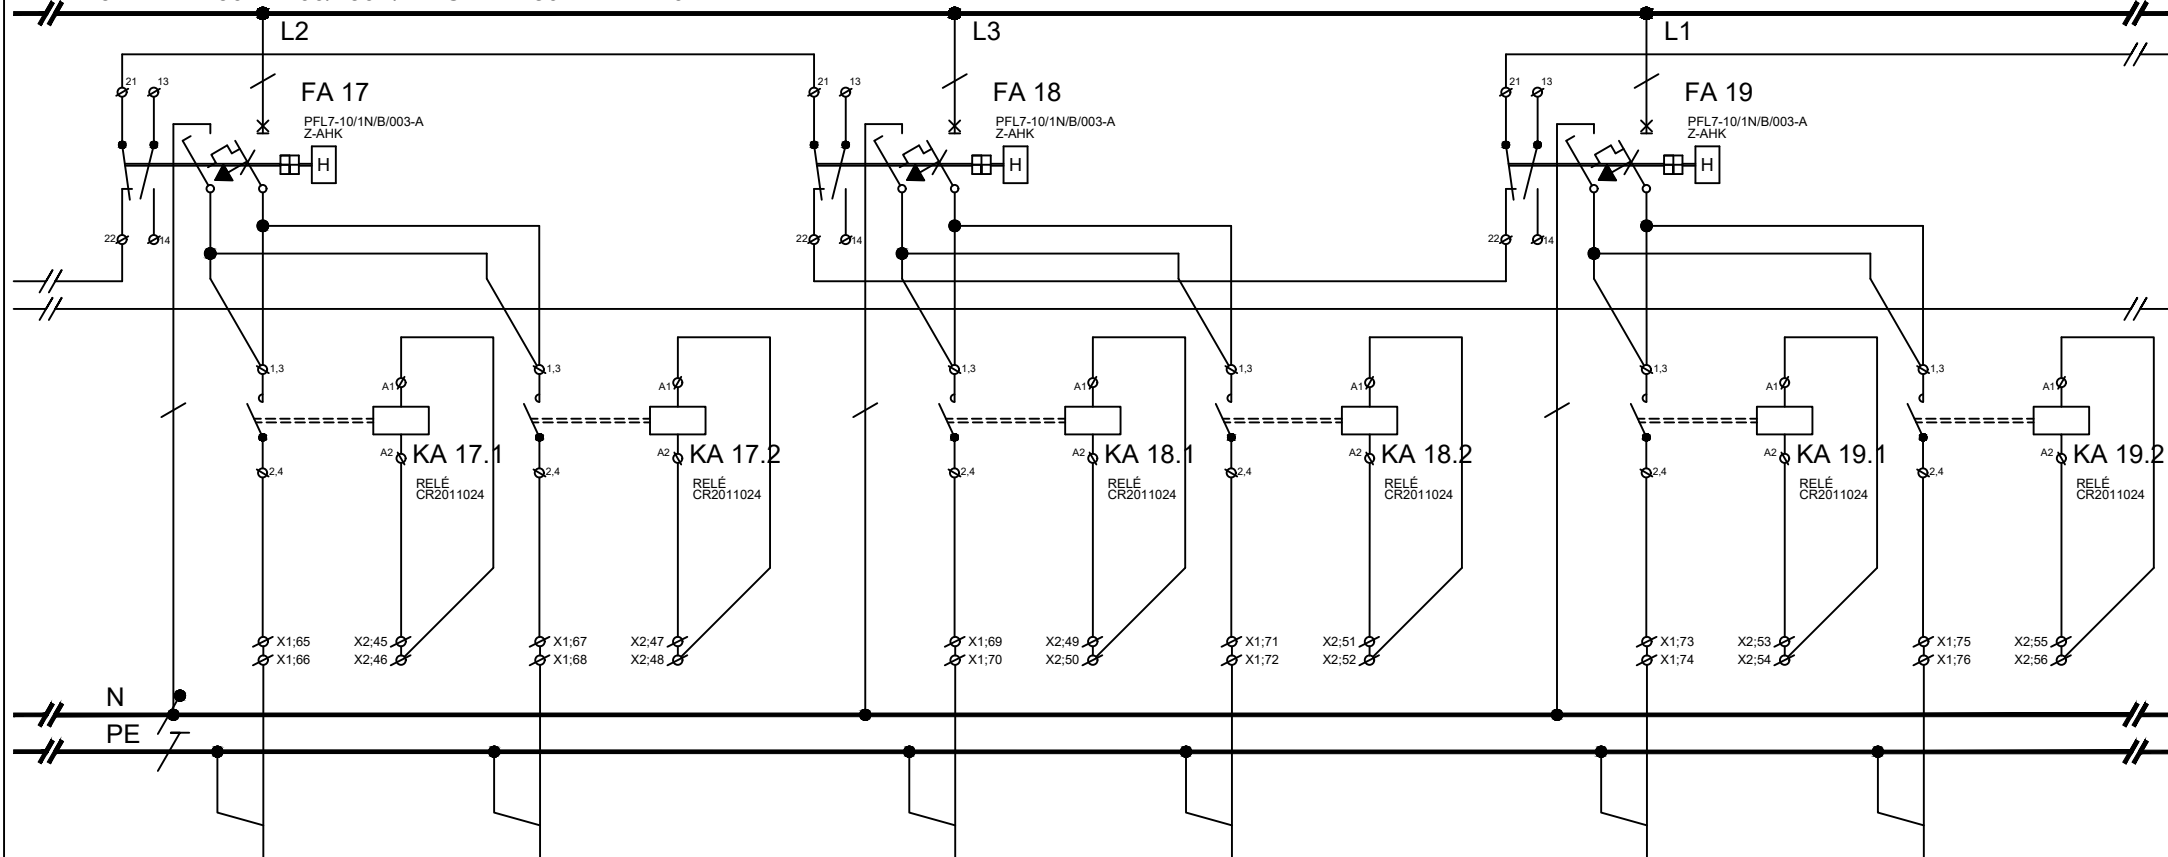 L2
L3
L1
21
13
FA 17
PFL7-10/1N/B/003-A
Z-AHK
H
22
14
21
13
FA 18
PFL7-10/1N/B/003-A
Z-AHK
H
22
14
21
13
FA 19
PFL7-10/1N/B/003-A
Z-AHK
H
22
14
1,3
A1
A2
KA 17.1
RELÉ
CR2011024
2,4
1,3
A1
A2
KA 17.2
RELÉ
CR2011024
2,4
1,3
A1
A2
KA 18.1
RELÉ
CR2011024
2,4
1,3
A1
A2
KA 18.2
RELÉ
CR2011024
2,4
1,3
A1
A2
KA 19.1
RELÉ
CR2011024
2,4
1,3
A1
A2
KA 19.2
RELÉ
CR2011024
2,4
X1;65
X1;66
X2;45
X2;46
X1;67
X1;68
X2;47
X2;48
X1;69
X1;70
X2;49
X2;50
X1;71
X1;72
X2;51
X2;52
X1;73
X1;74
X2;53
X2;54
X1;75
X1;76
X2;55
X2;56
N
PE